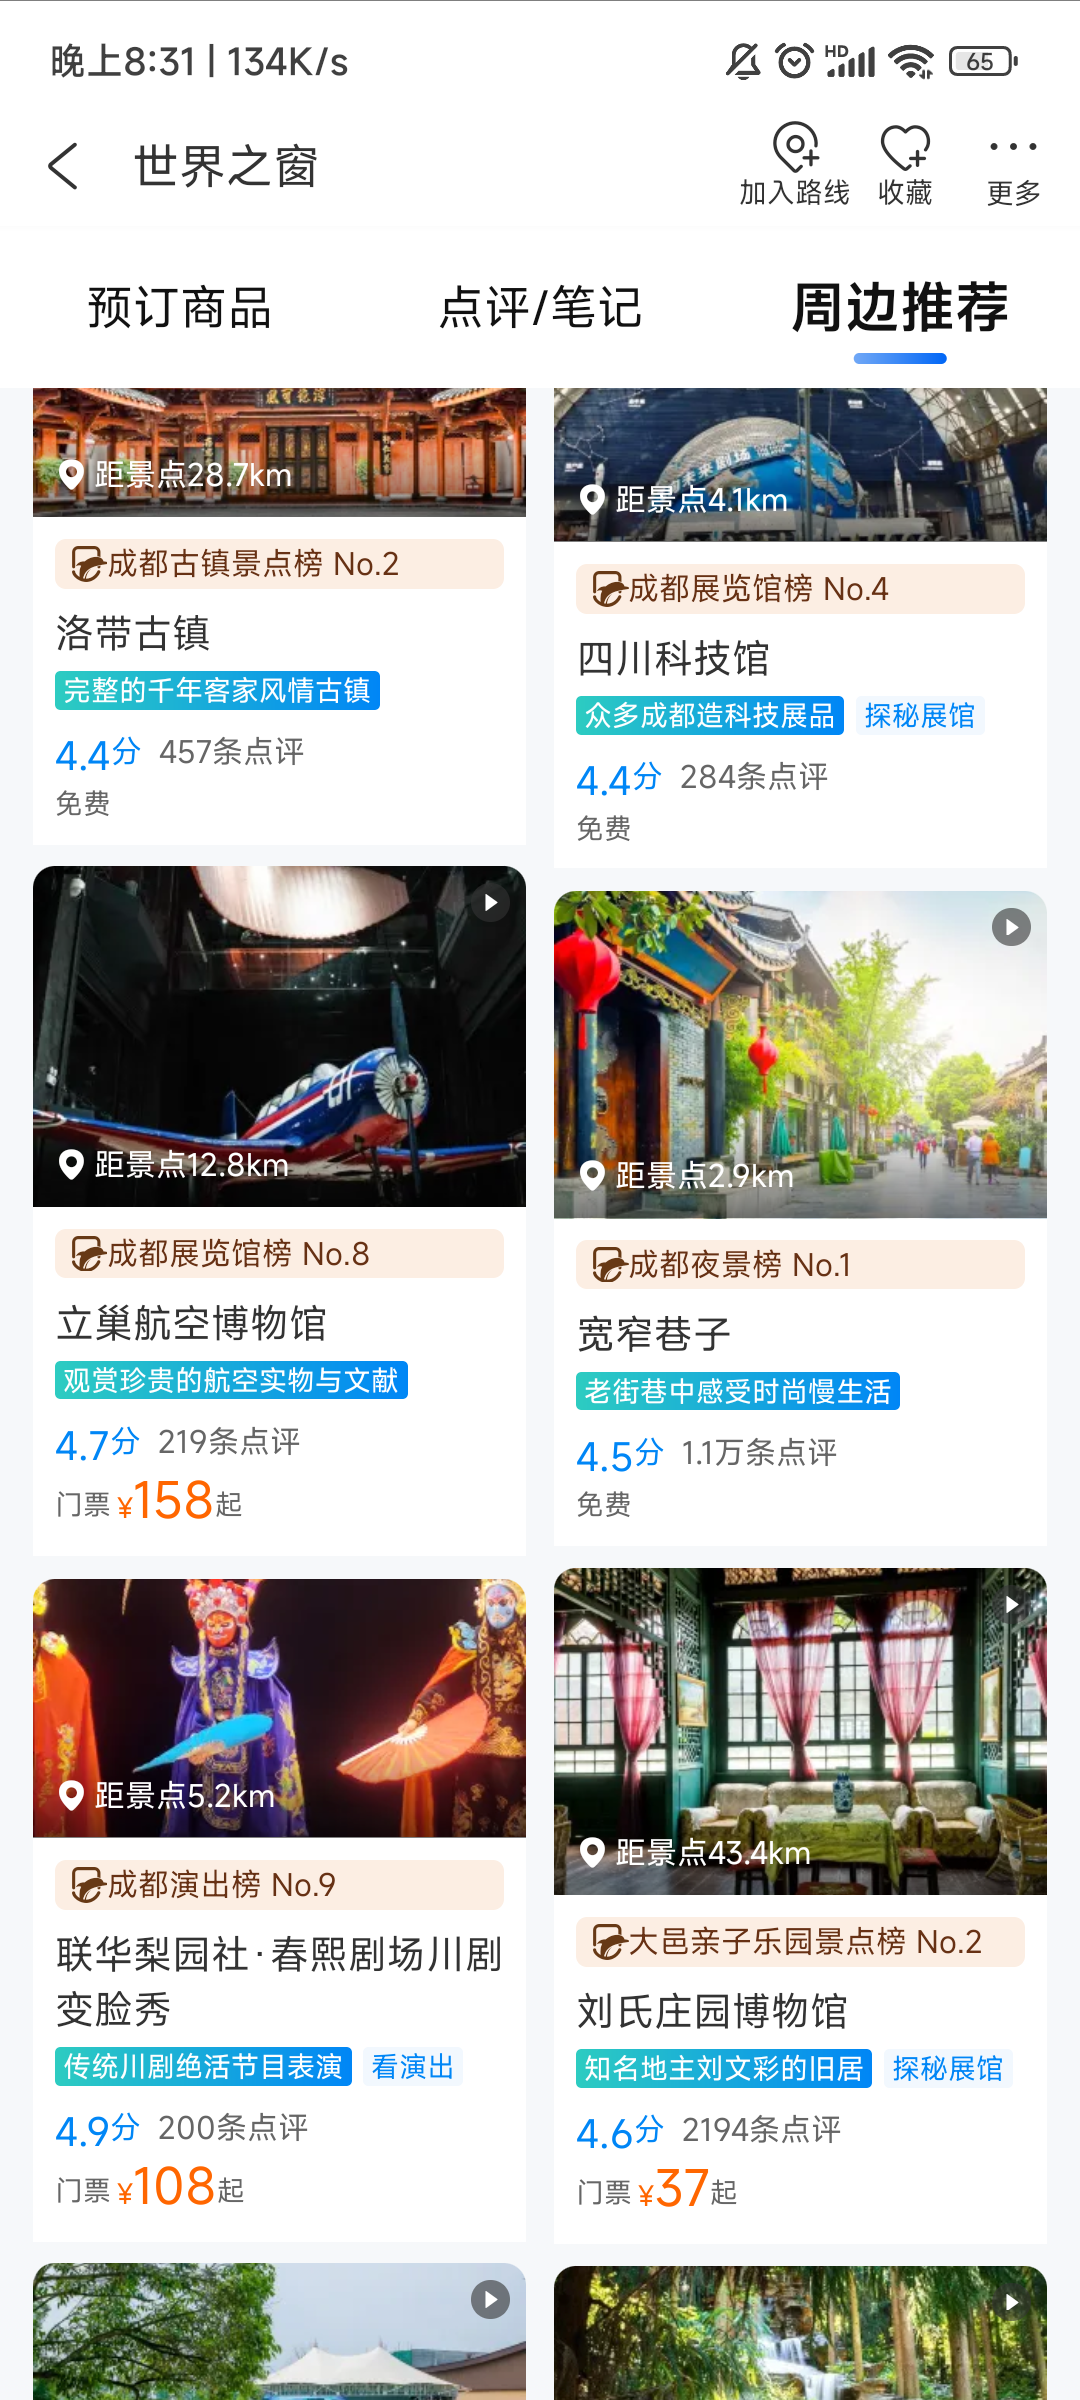 晚上8:31 | 134K/s
HD
65
世界之窗
加入路线
收藏
更多
预订商品
点评/笔记
周边推荐
距景点28.7km
成都古镇景点榜 No.2
洛带古镇
完整的千年客家风情古镇
4.4分 457条点评
免费
距景点4.1km
成都展览馆榜 No.4
四川科技馆
众多成都造科技展品 探秘展馆
4.4分 284条点评
免费
距景点12.8km
成都展览馆榜 No.8
立巢航空博物馆
观赏珍贵的航空实物与文献
4.7分 219条点评
门票 ¥158起
距景点2.9km
成都夜景榜 No.1
宽窄巷子
老街巷中感受时尚慢生活
4.5分 1.1万条点评
免费
距景点5.2km
成都演出榜 No.9
联华梨园社·春熙剧场川剧
变脸秀
传统川剧绝活节目表演 看演出
4.9分 200条点评
门票 ¥108起
距景点43.4km
大邑亲子乐园景点榜 No.2
刘氏庄园博物馆
知名地主刘文彩的旧居 探秘展馆
4.6分 2194条点评
门票 ¥37起